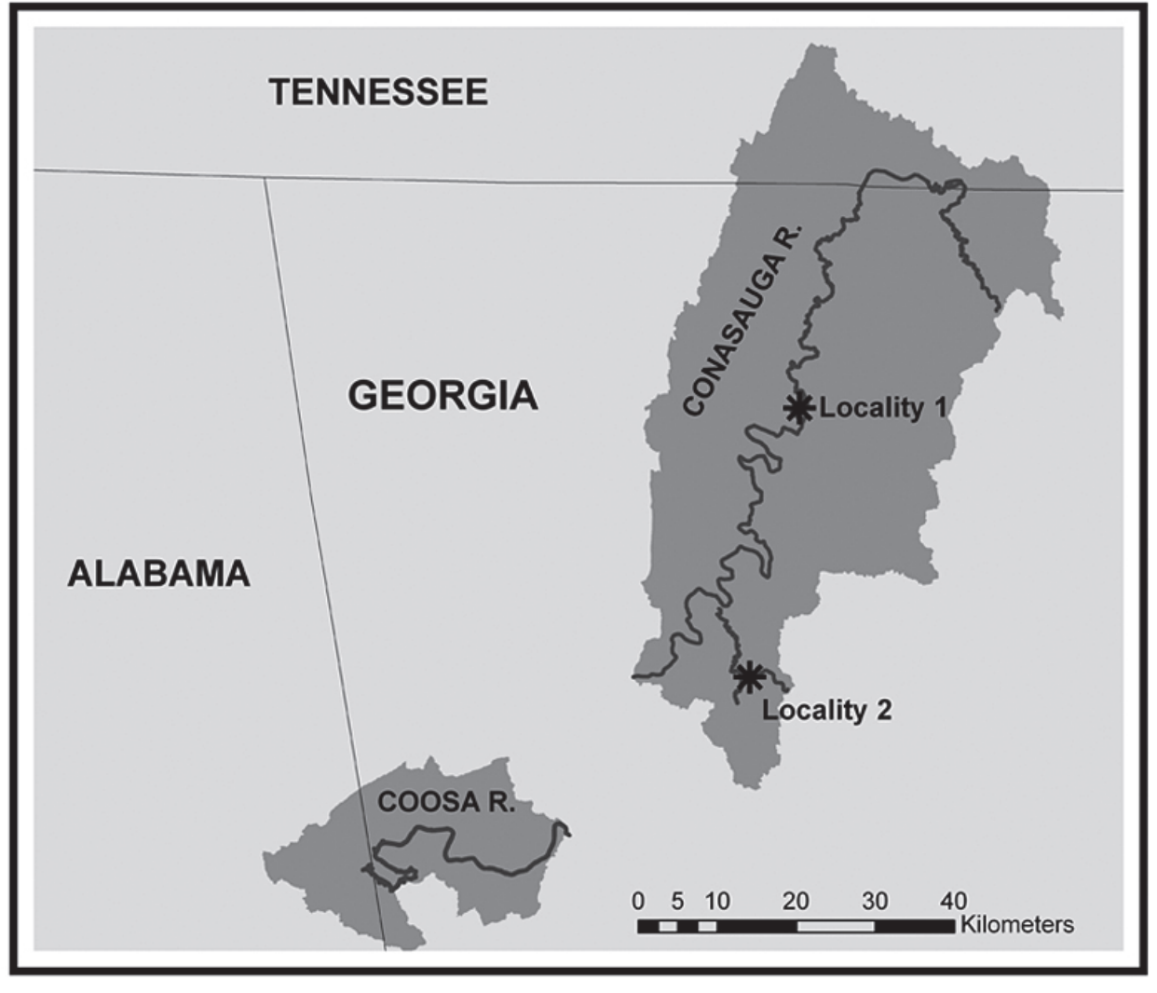 TENNESSEE
CONASAUGA R.
GEORGIA
Locality 1
ALABAMA
Locality 2
COOSA R.
0 5 10 20 30 40
Kilometers